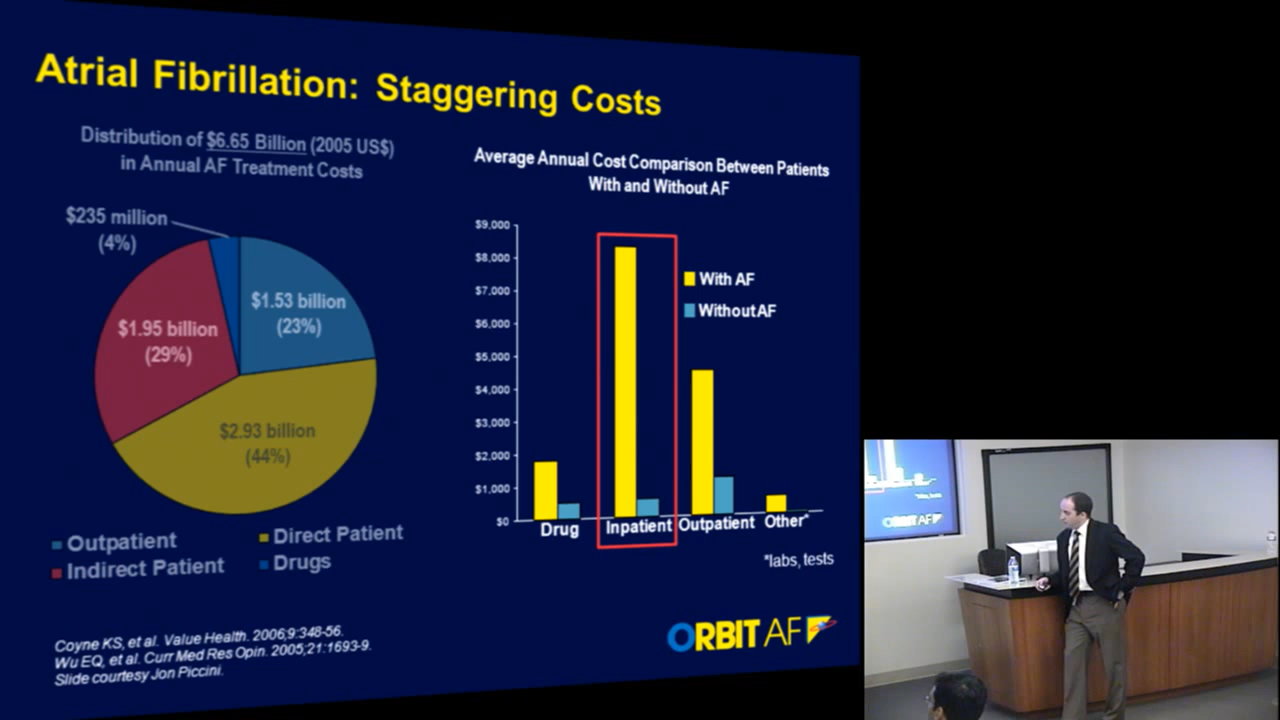 Atrial Fibrillation: Staggering Costs
Distribution of $6.65 Billion (2005 US$)
in Annual AF Treatment Costs
$235 million
(4%)
$1.53 billion
(23%)
$1.95 billion
(29%)
$2.93 billion
(44%)
Outpatient
Direct Patient
Indirect Patient
Drugs
Average Annual Cost Comparison Between Patients
With and Without AF
$9,000
$8,000
$7,000
$6,000
$5,000
$4,000
$3,000
$2,000
$1,000
$0
With AF
Without AF
Drug
Inpatient
Outpatient
Other*
*labs, tests
Coyne KS, et al. Value Health. 2006;9:348-56.
Wu EQ, et al. Curr Med Res Opin. 2005;21:1693-9.
Slide courtesy Jon Piccini.
ORBIT AF
ORBIT AF